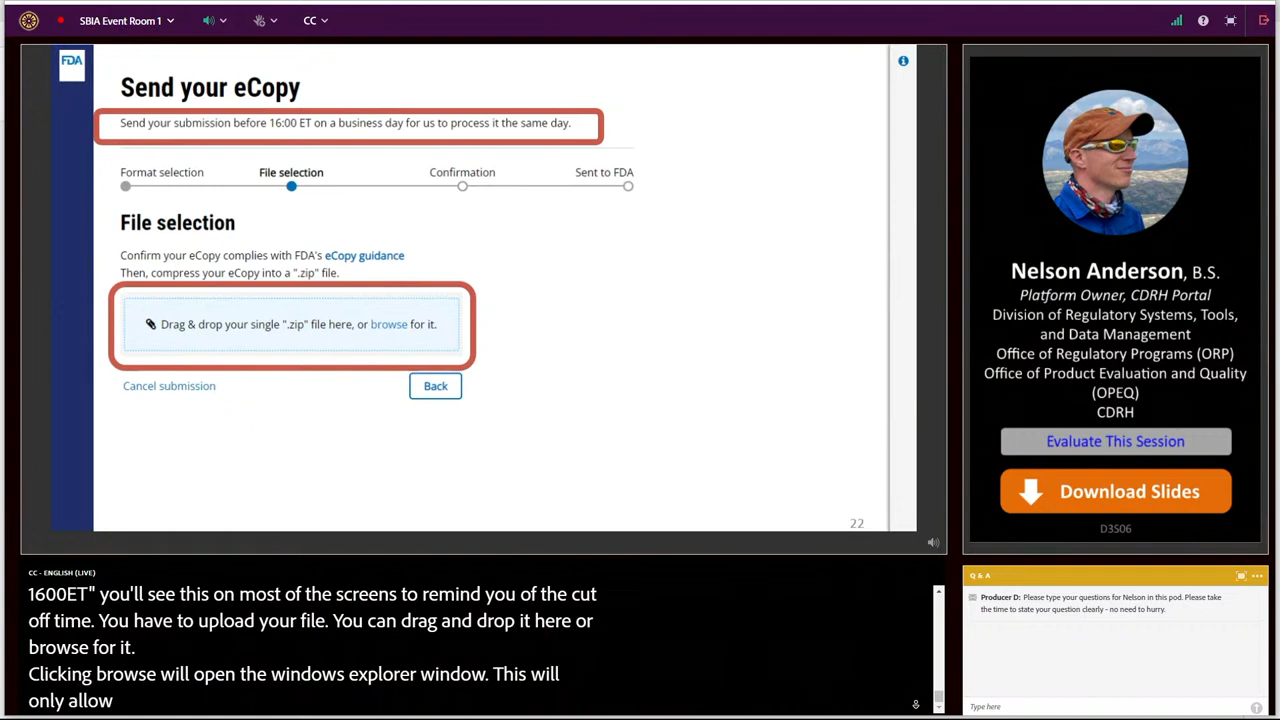 SBIA Event Room 1
CC
FDA
Send your eCopy
Send your submission before 16:00 ET on a business day for us to process it the same day.
Format selection
File selection
Confirmation
Sent to FDA
File selection
Confirm your eCopy complies with FDA's eCopy guidance
Then, compress your eCopy into a ".zip" file.
Drag & drop your single ".zip" file here, or browse for it.
Cancel submission
Back
22
Nelson Anderson, B.S.
Platform Owner, CDRH Portal
Division of Regulatory Systems, Tools,
and Data Management
Office of Regulatory Programs (ORP)
Office of Product Evaluation and Quality
(OPEQ)
CDRH
Evaluate This Session
Download Slides
D3S06
CC - ENGLISH (LIVE)
1600ET" you'll see this on most of the screens to remind you of the cut
off time. You have to upload your file. You can drag and drop it here or
browse for it.
Clicking browse will open the windows explorer window. This will
only allow
Q & A
Producer D: Please type your questions for Nelson in this pod. Please take
the time to state your question clearly - no need to hurry.
Type here